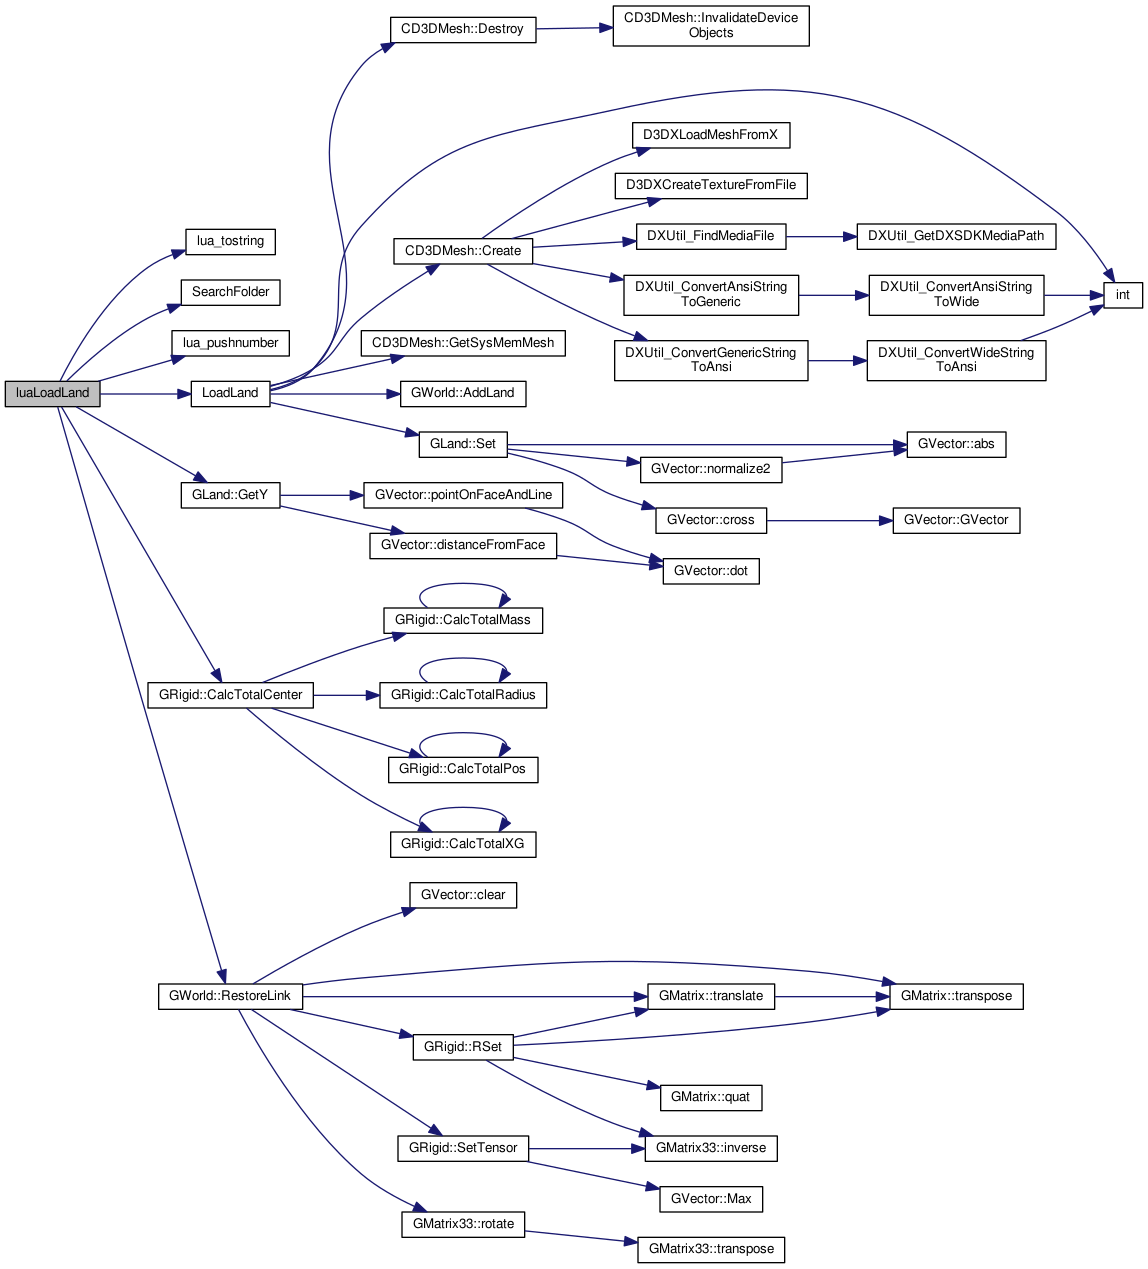 CD3DMesh::Destroy
CD3DMesh::InvalidateDevice
Objects
D3DXLoadMeshFromX
D3DXCreateTextureFromFile
lua_tostring
CD3DMesh::Create
DXUtil_FindMediaFile
DXUtil_GetDXSDKMediaPath
SearchFolder
DXUtil_ConvertAnsiString
ToGeneric
DXUtil_ConvertAnsiString
ToWide
int
lua_pushnumber
CD3DMesh::GetSysMemMesh
DXUtil_ConvertGenericString
ToAnsi
DXUtil_ConvertWideString
ToAnsi
luaLoadLand
LoadLand
GWorld::AddLand
GLand::Set
GVector::abs
GVector::normalize2
GLand::GetY
GVector::pointOnFaceAndLine
GVector::cross
GVector::GVector
GVector::distanceFromFace
GVector::dot
GRigid::CalcTotalMass
GRigid::CalcTotalCenter
GRigid::CalcTotalRadius
GRigid::CalcTotalPos
GRigid::CalcTotalXG
GVector::clear
GWorld::RestoreLink
GMatrix::translate
GMatrix::transpose
GRigid::RSet
GMatrix::quat
GRigid::SetTensor
GMatrix33::inverse
GVector::Max
GMatrix33::rotate
GMatrix33::transpose